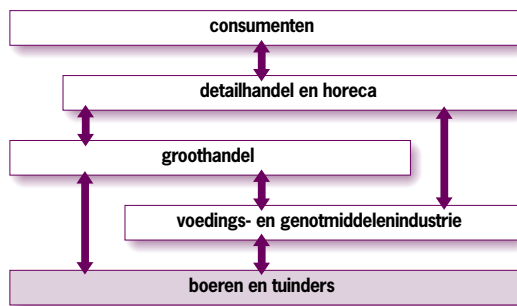 consumenten
detailhandel en horeca
groothandel
voedings- en genotmiddelenindustrie
boeren en tuinders